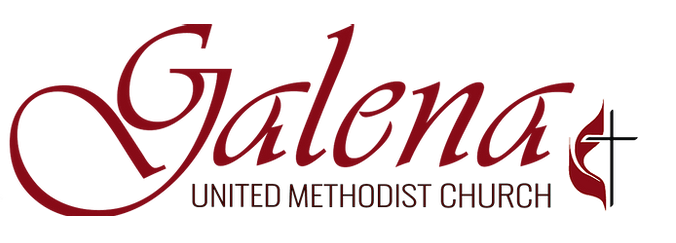 Galena
UNITED METHODIST CHURCH